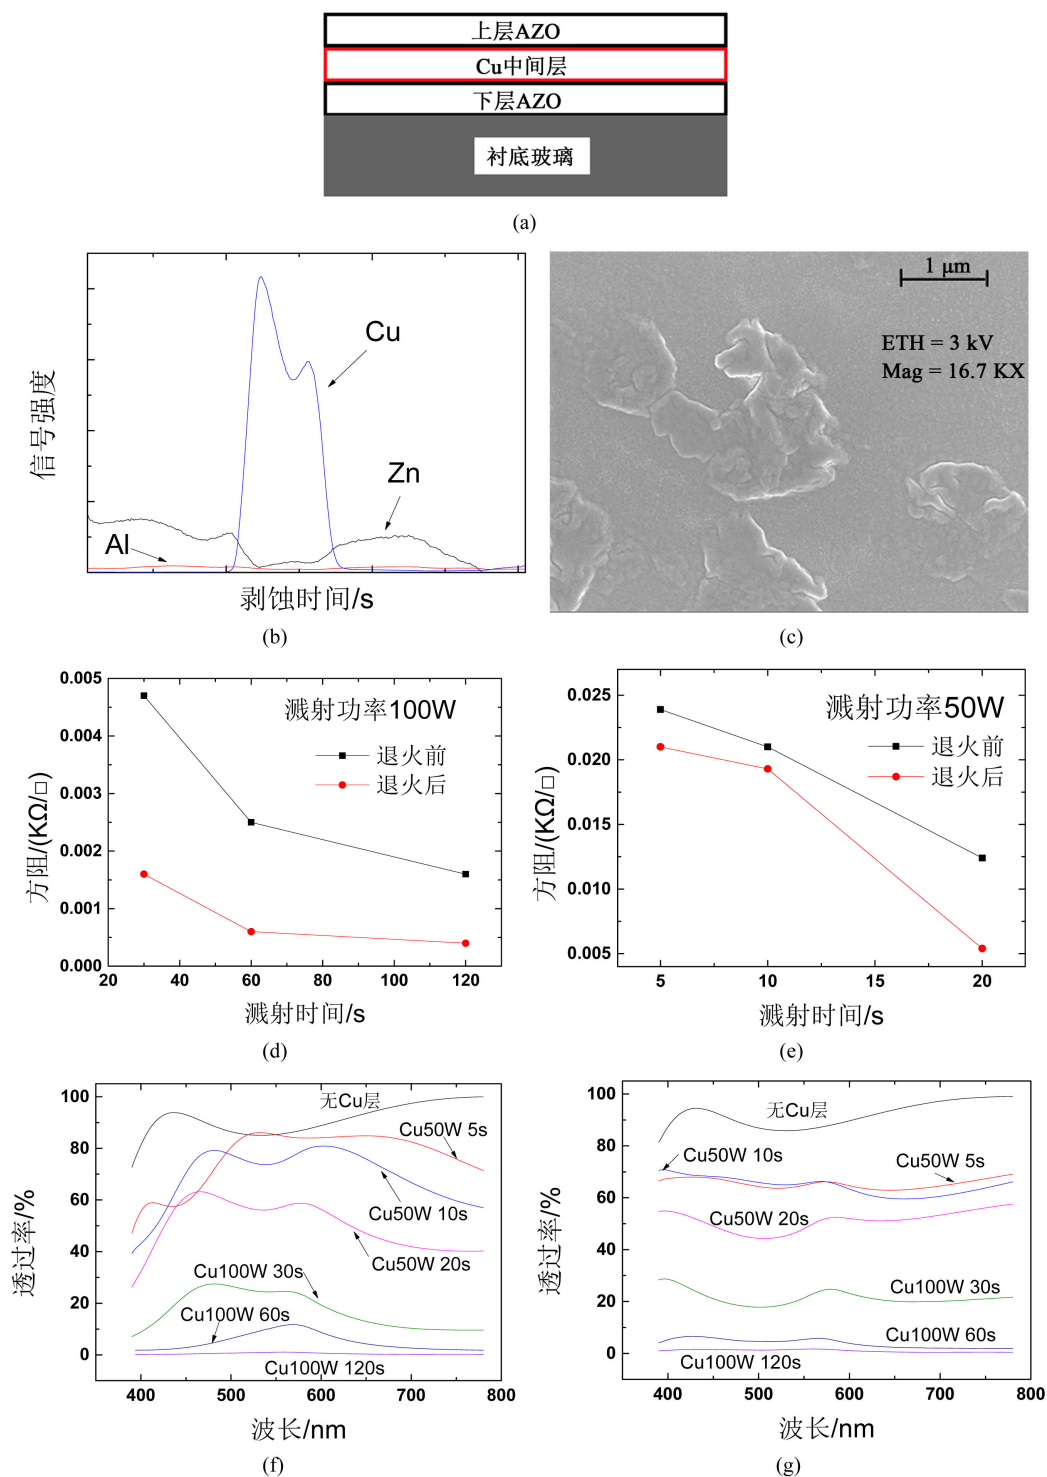 上层AZO
Cu中间层
下层AZO
衬底玻璃
(a)
信号强度
Cu
Zn
Al
剥蚀时间/s
(b)
1 μm
ETH = 3 kV
Mag = 16.7 KX
(c)
0.005
0.004
0.003
0.002
0.001
0.000
方阻/(KΩ/□)
溅射功率100W
退火前
退火后
20 40 60 80 100 120
溅射时间/s
(d)
0.025
0.020
0.015
0.010
0.005
方阻/(KΩ/□)
溅射功率50W
退火前
退火后
5 10 15 20
溅射时间/s
(e)
100
80
60
40
20
0
透过率/%
无Cu层
Cu50W 5s
Cu50W 10s
Cu50W 20s
Cu100W 30s
Cu100W 60s
Cu100W 120s
400 500 600 700 800
波长/nm
(f)
100
80
60
40
20
0
透过率/%
无Cu层
Cu50W 10s
Cu50W 5s
Cu50W 20s
Cu100W 30s
Cu100W 60s
Cu100W 120s
400 500 600 700 800
波长/nm
(g)